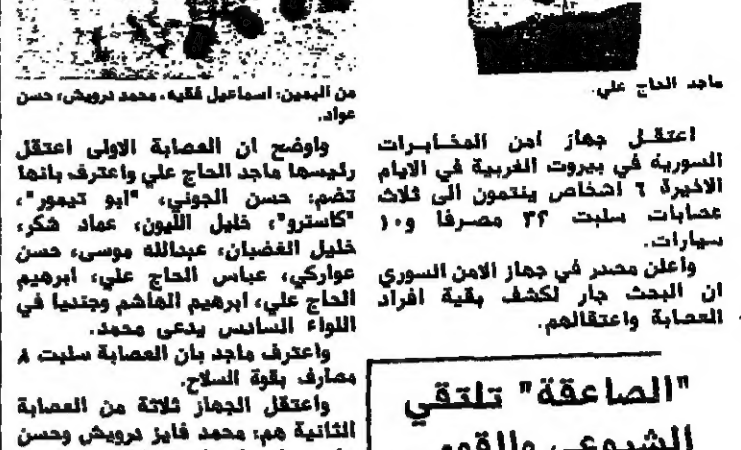 ماجد الحاج علي.
اعتقل جهاز امن المخابرات
السورية في بيروت الغربية في الايام
الاخيرة ٦ اشخاص ينتمون الى ثلاث
عصابات سلبت ٣٢ مصرفا و١٠
سيارات.
وأعلن مصدر في جهاز الامن السوري
ان البحث جار لكشف بقية افراد
العصابة واعتقالهم.
"الصاعقة" تلتقي
الشيوعي والقومي
من اليمين: اسماعيل فقيه، محمد درويش، حسن
عواد.
واوضح ان العصابة الاولى اعتقل
رئيسها ماجد الحاج علي واعترف بانها
تضم: حسن الجوني، "ابو تيمور"،
"كاسترو"، خليل الليون، عماد شكر،
خليل الغضبان، عبدالله موسى، حسن
عواركي، عباس الحاج علي، ابرهيم
الحاج علي، ابرهيم الهاشم وجنديا في
اللواء السادس يدعى محمد.
واعترف ماجد بان العصابة سلبت ٨
مصارف بقوة السلاح.
واعتقل الجهاز ثلاثة من العصابة
الثانية هم: محمد فايز درويش وحسن